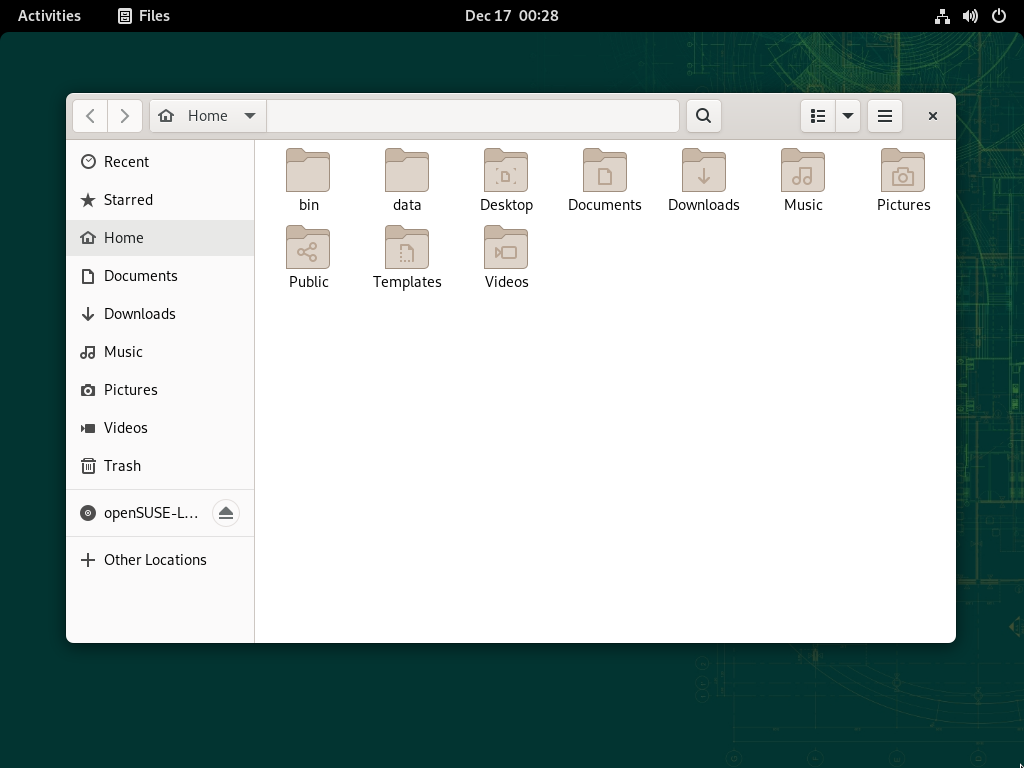 Activities Files Dec 17 00:28
Home
Recent
Starred
Home
Documents
Downloads
Music
Pictures
Videos
Trash
openSUSE-L...
Other Locations
bin data Desktop Documents Downloads Music Pictures
Public Templates Videos